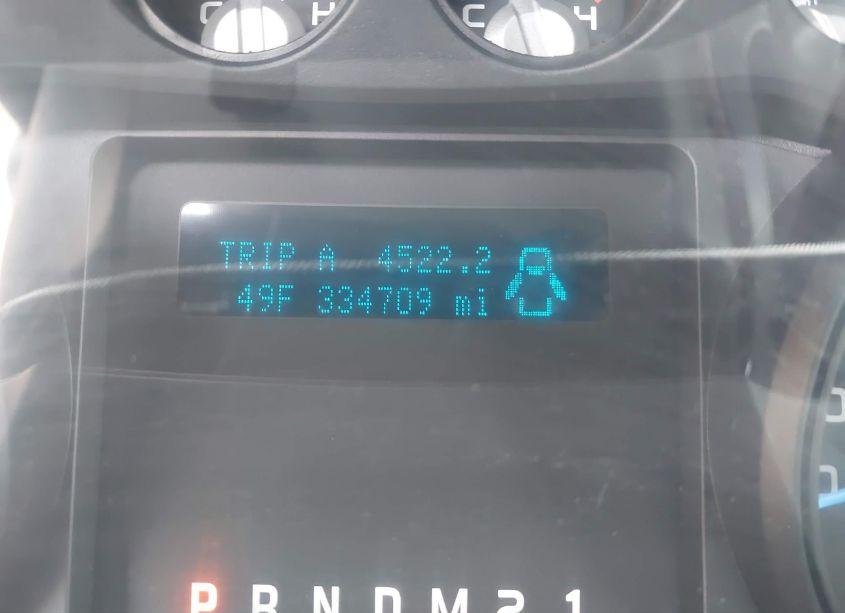 C H C H
TRIP A 4522.2
49F 334709 mi
P R N D M 2 1